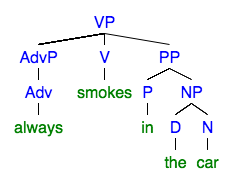 VP
AdvP V PP
Adv smokes P NP
always in D N
the car